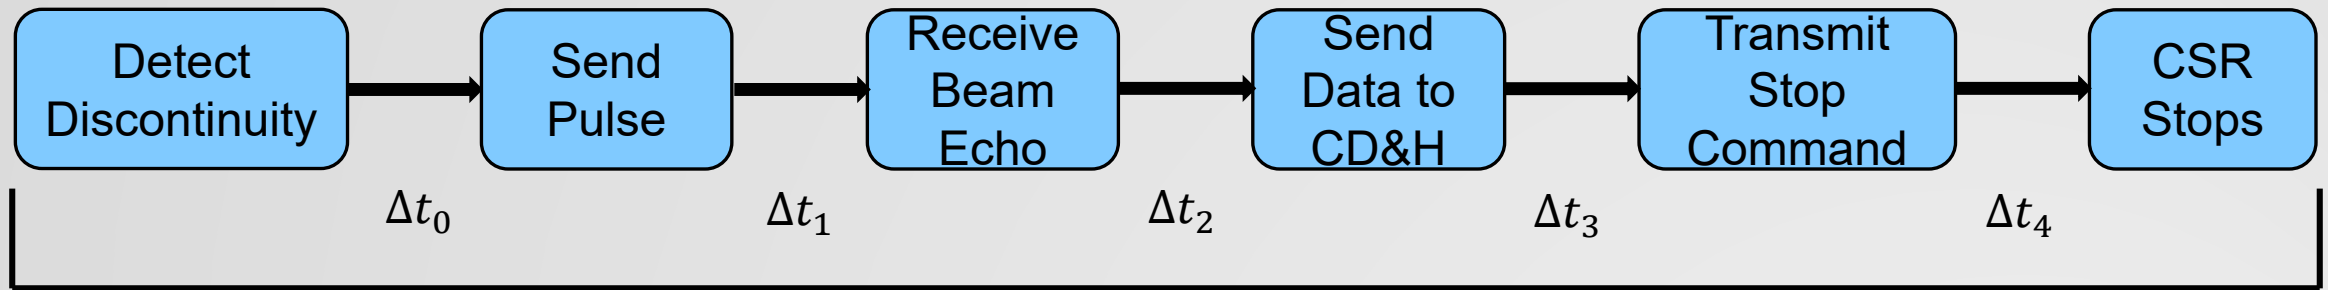 Detect
Discontinuity
Send
Pulse
Receive
Beam
Echo
Send
Data to
CD&H
Transmit
Stop
Command
CSR
Stops
Δt₀
Δt₁
Δt₂
Δt₃
Δt₄